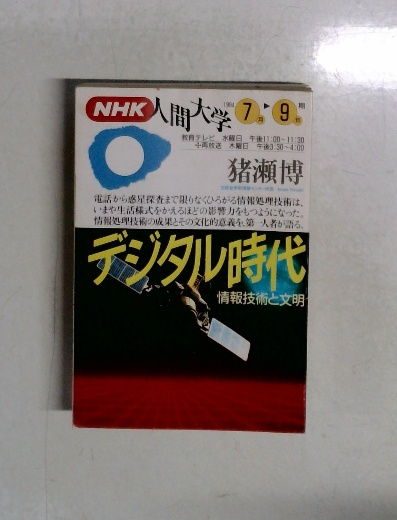 NHK 人間大学 1994 7月▶9月期
教育テレビ 水曜日 午後11:00~11:30
再放送 木曜日 午後3:30~4:00
猪瀬博
電話から惑星探査まで限りなくひろがる情報処理技術は、
いまや生活様式をかえるほどの影響力をもつようになった。
情報処理技術の成果とその文化的意義を、第一人者が語る。
デジタル時代
情報技術と文明